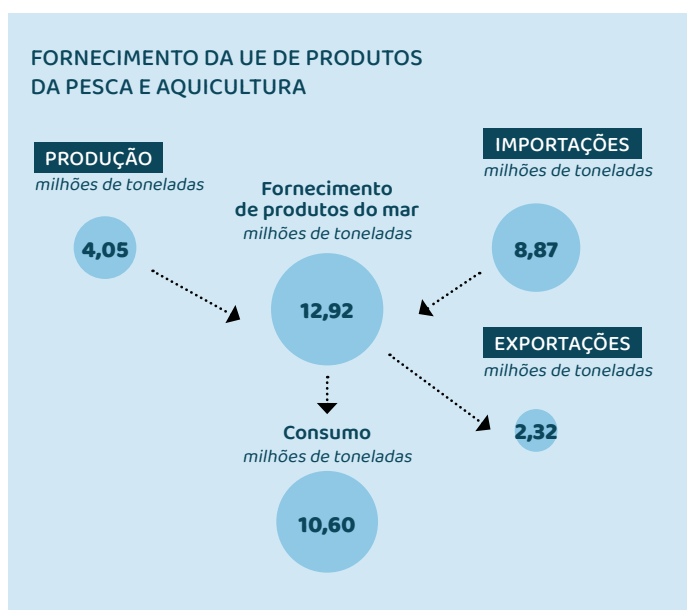 FORNECIMENTO DA UE DE PRODUTOS
DA PESCA E AQUICULTURA
PRODUÇÃO
milhões de toneladas
4,05
Fornecimento
de produtos do mar
milhões de toneladas
12,92
IMPORTAÇÕES
milhões de toneladas
8,87
EXPORTAÇÕES
milhões de toneladas
2,32
Consumo
milhões de toneladas
10,60